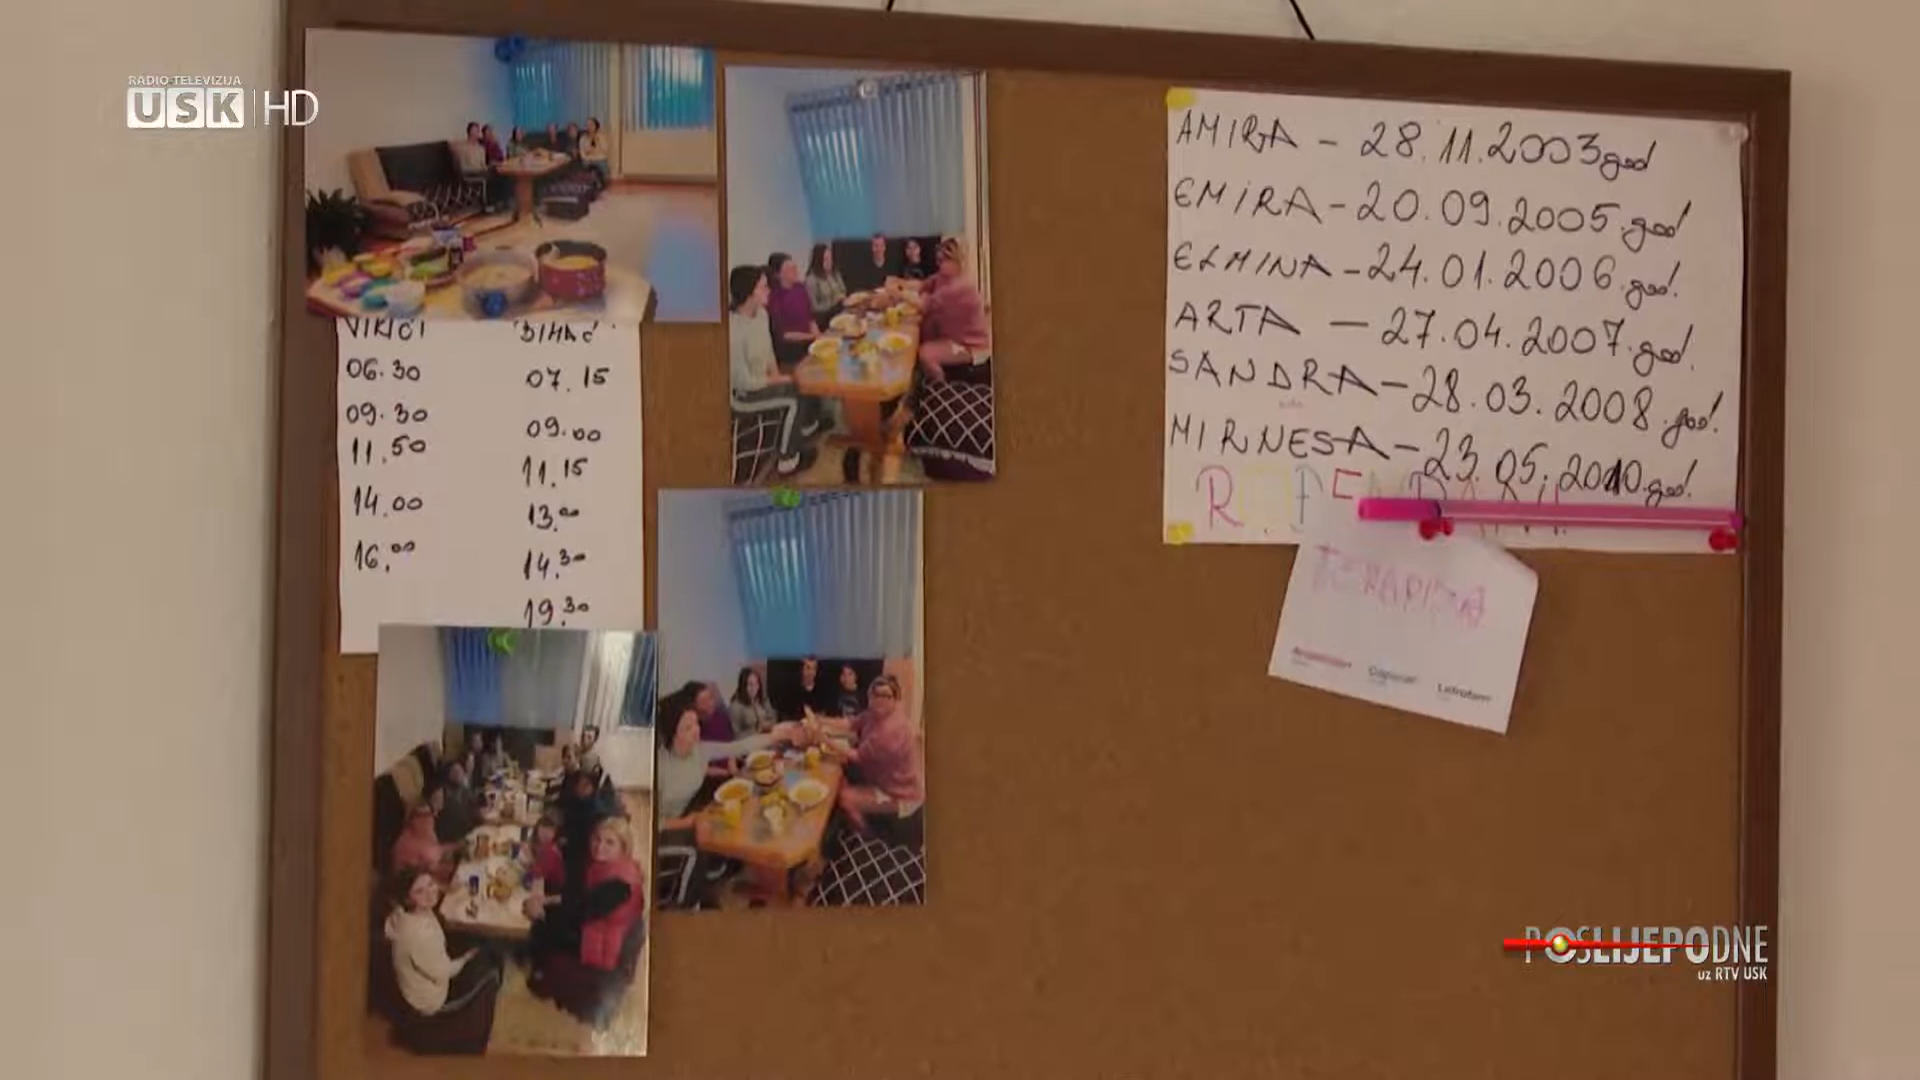 RADIO-TELEVIZIJA
USK HD
AMIRA - 28.11.2003god
EMIRA - 20.09.2005.god
ELMINA - 24.01.2006.god.
ARTA - 27.04.2007.god.
SANDRA - 28.03.2008.god.
MIRNESA - 23.05.2010.god.
VIKIĆI BIHAĆ
06.30 07.15
09.30 09.00
11.50 11.15
14.00 13.00
16.00 14.30
19.30
TERAPIJA
POSLIJEPODNE
uz RTV USK